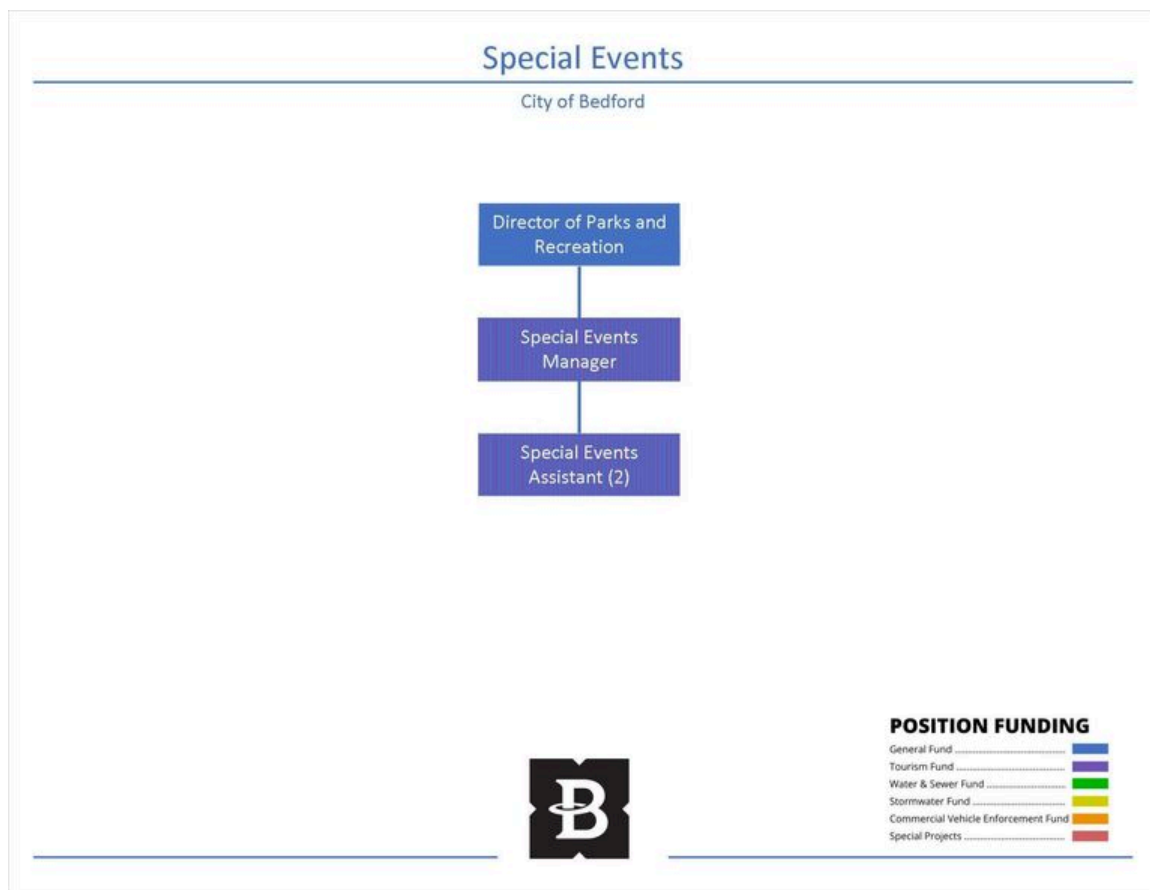 Special Events
City of Bedford
Director of Parks and
Recreation
Special Events
Manager
Special Events
Assistant (2)
POSITION FUNDING
General Fund
Tourism Fund
Water & Sewer Fund
Stormwater Fund
Commercial Vehicle Enforcement Fund
Special Projects
B